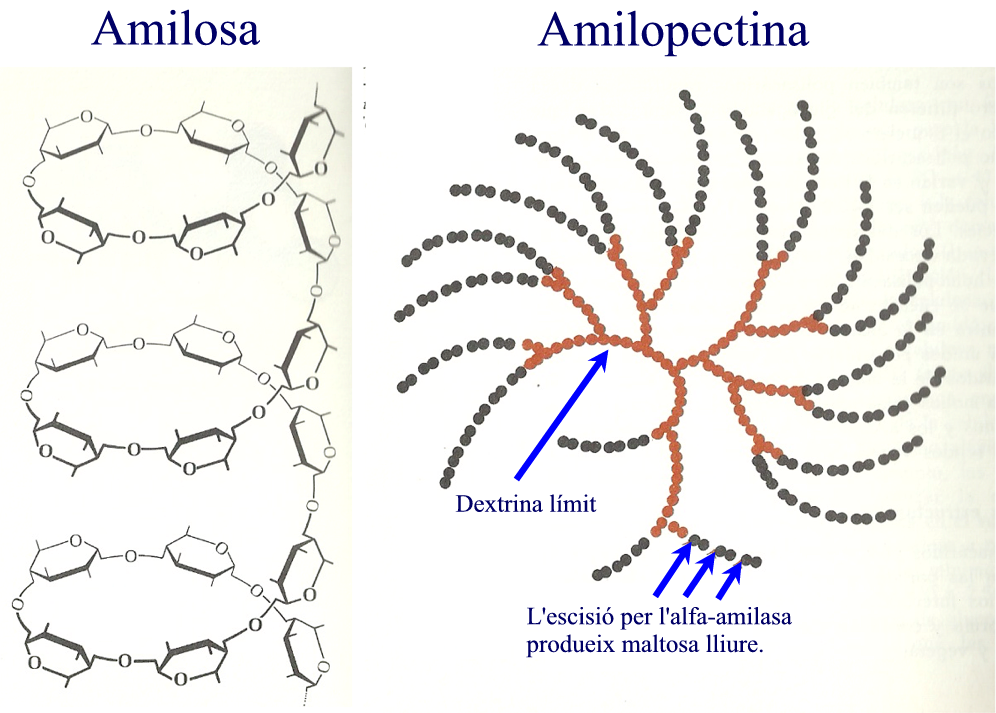 Amilosa
Amilopectina
Dextrina límit
L'escisió per l'alfa-amilasa
produeix maltosa lliure.